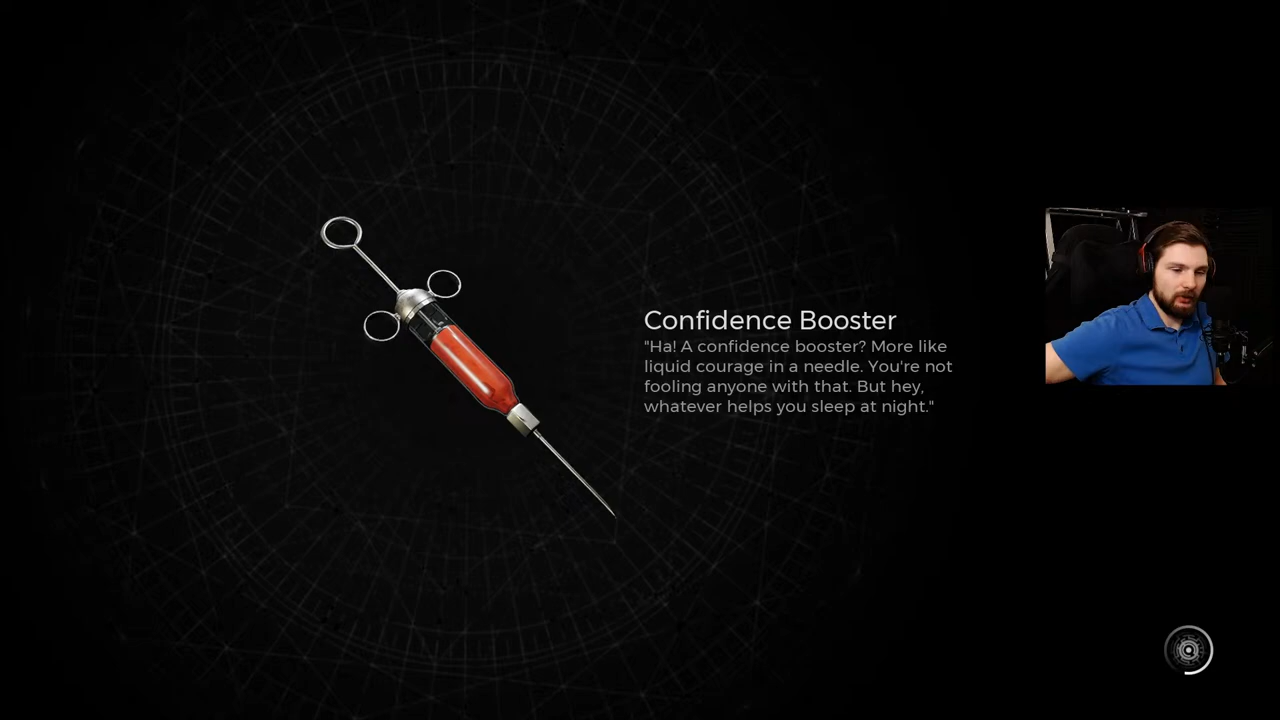 Confidence Booster
"Ha! A confidence booster? More like
liquid courage in a needle. You're not
fooling anyone with that. But hey,
whatever helps you sleep at night."